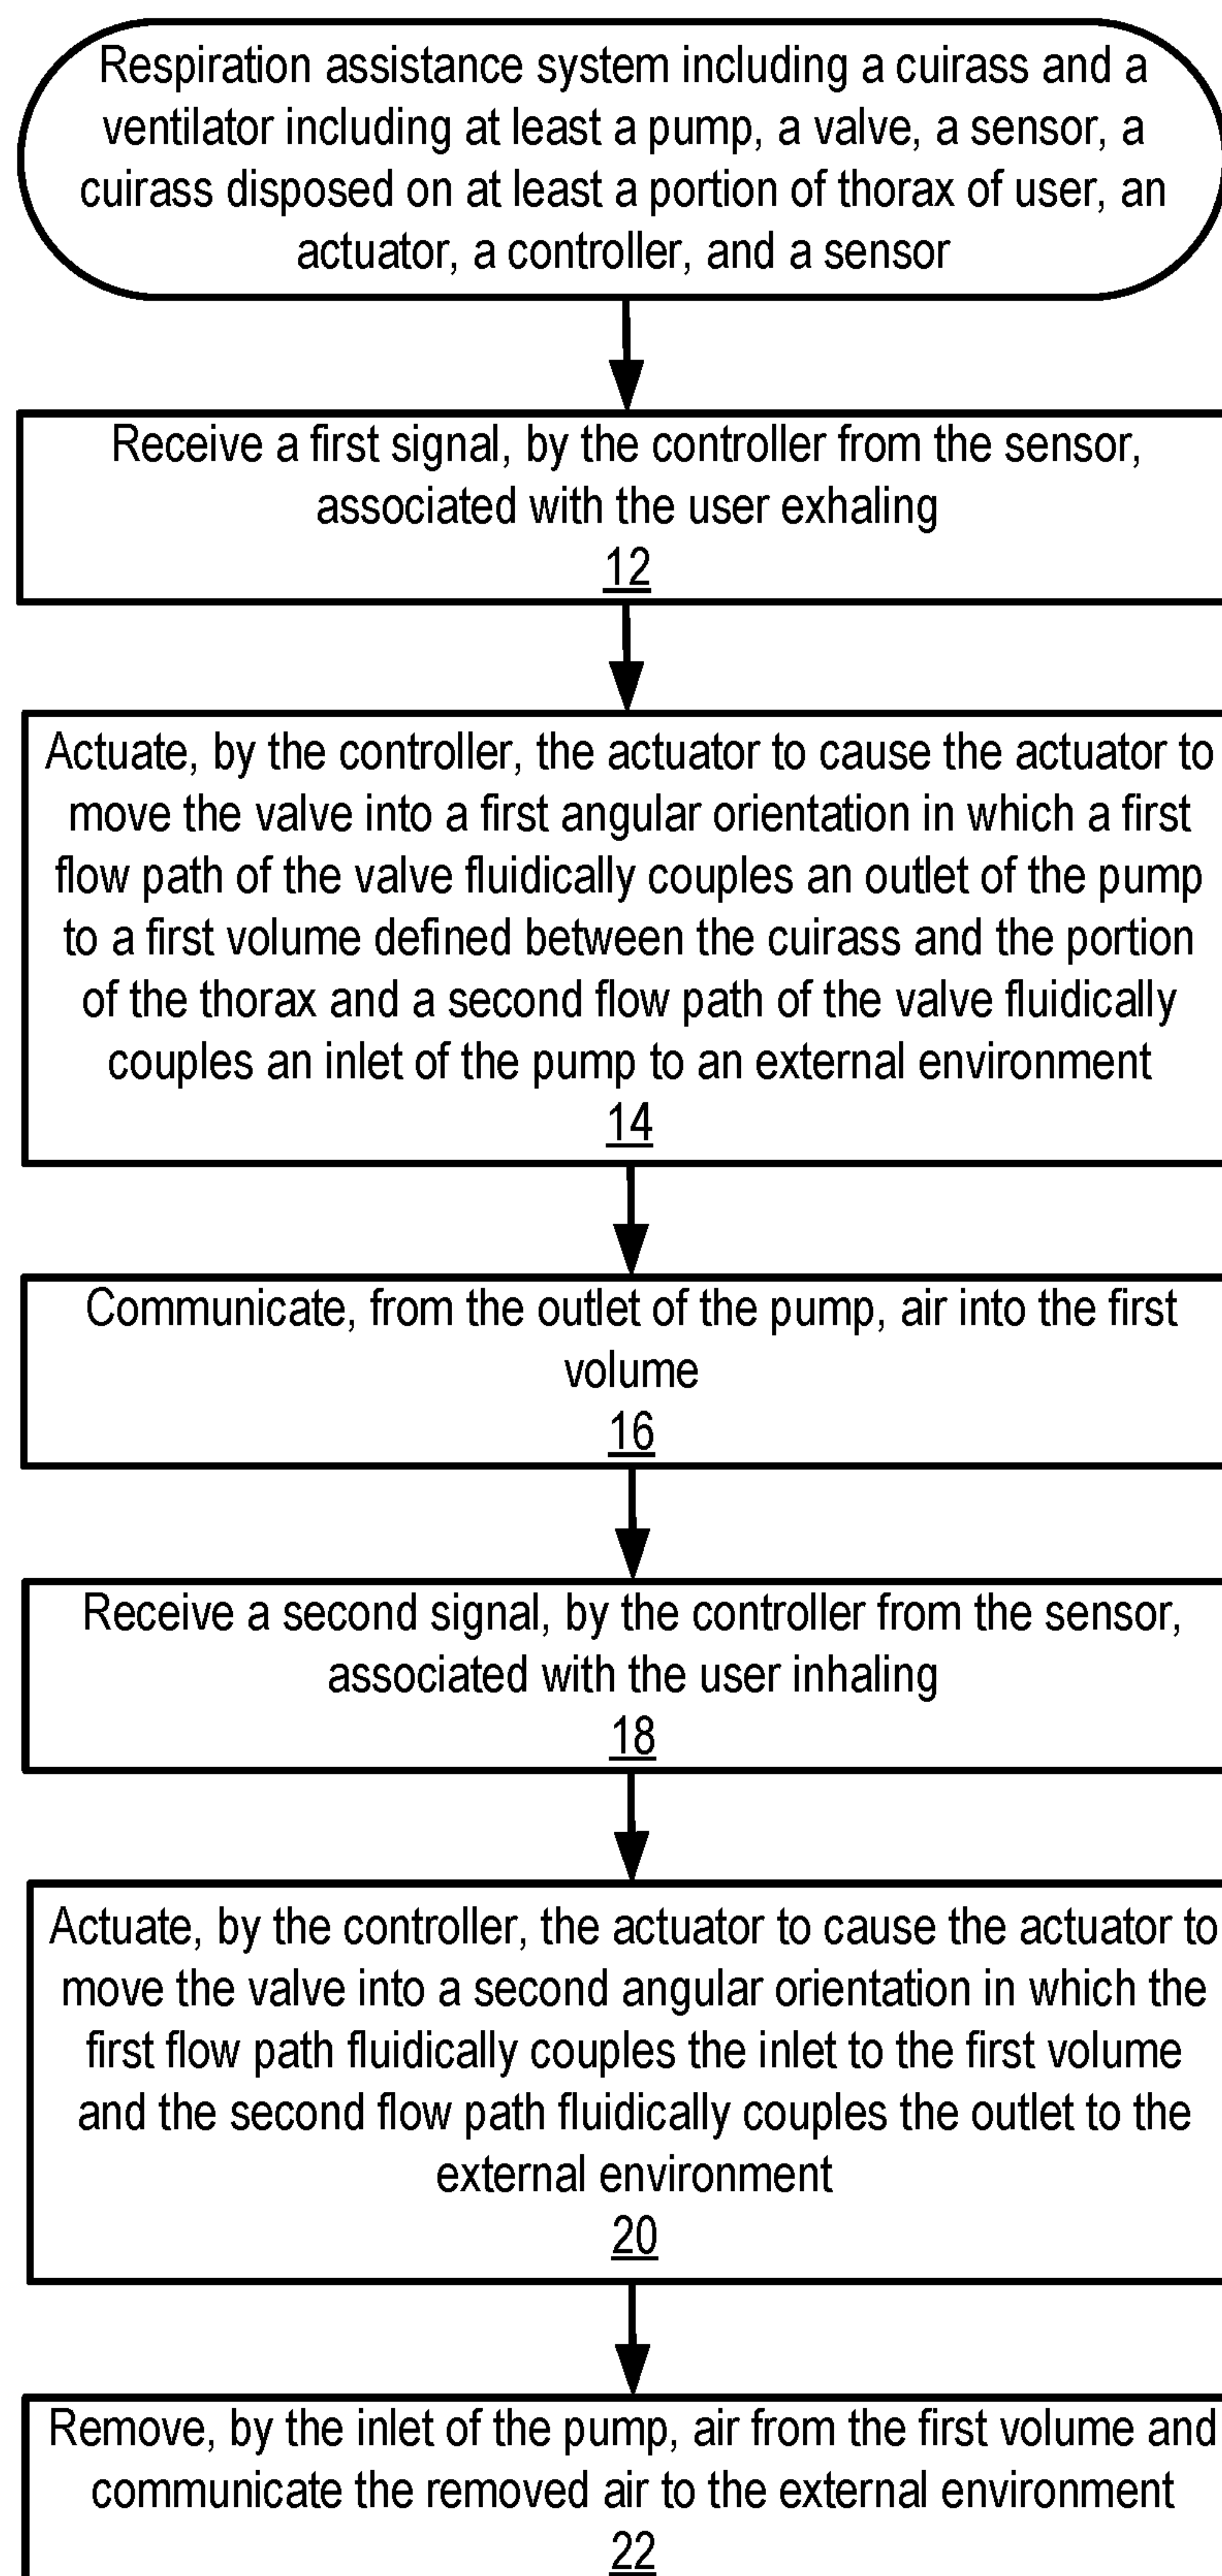 Respiration assistance system including a cuirass and a
ventilator including at least a pump, a valve, a sensor, a
cuirass disposed on at least a portion of thorax of user, an
actuator, a controller, and a sensor
Receive a first signal, by the controller from the sensor,
associated with the user exhaling
12
Actuate, by the controller, the actuator to cause the actuator to
move the valve into a first angular orientation in which a first
flow path of the valve fluidically couples an outlet of the pump
to a first volume defined between the cuirass and the portion
of the thorax and a second flow path of the valve fluidically
couples an inlet of the pump to an external environment
14
Communicate, from the outlet of the pump, air into the first
volume
16
Receive a second signal, by the controller from the sensor,
associated with the user inhaling
18
Actuate, by the controller, the actuator to cause the actuator to
move the valve into a second angular orientation in which the
first flow path fluidically couples the inlet to the first volume
and the second flow path fluidically couples the outlet to the
external environment
20
Remove, by the inlet of the pump, air from the first volume and
communicate the removed air to the external environment
22